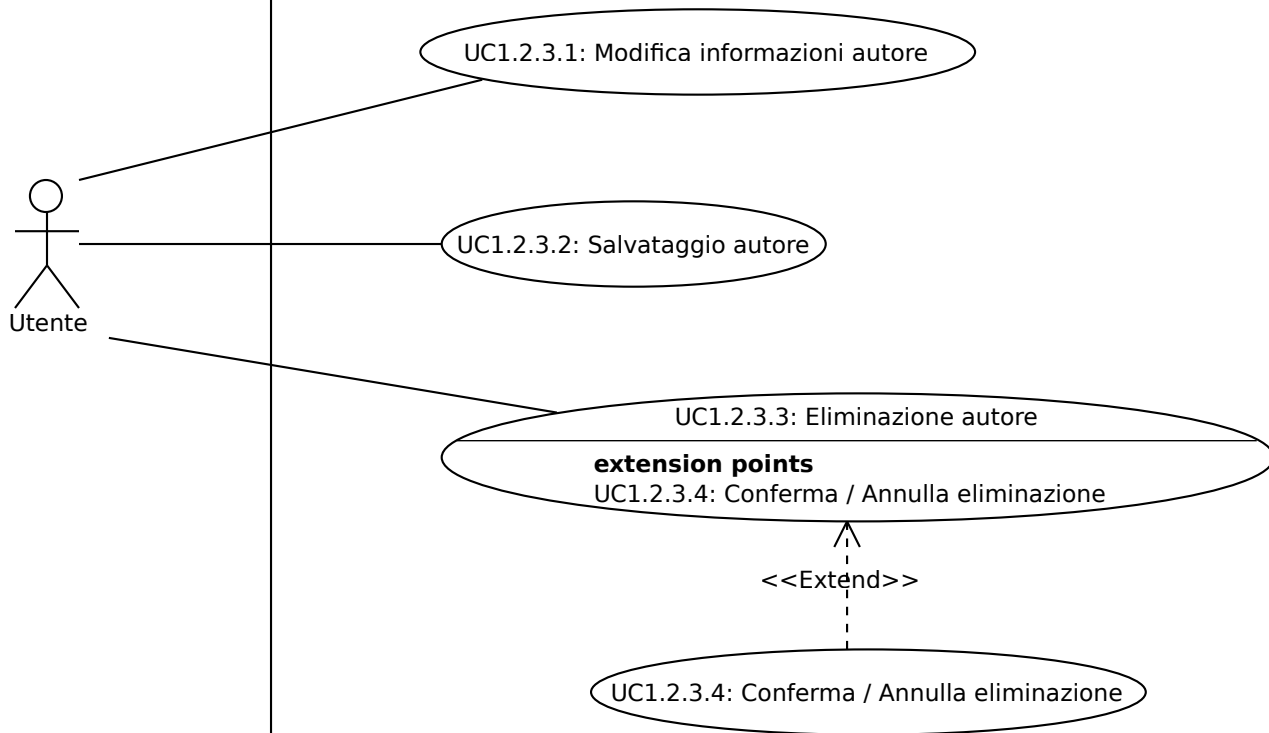 UC1.2.3.1: Modifica informazioni autore
UC1.2.3.2: Salvataggio autore
Utente
UC1.2.3.3: Eliminazione autore
extension points
UC1.2.3.4: Conferma / Annulla eliminazione
<<Extend>>
UC1.2.3.4: Conferma / Annulla eliminazione